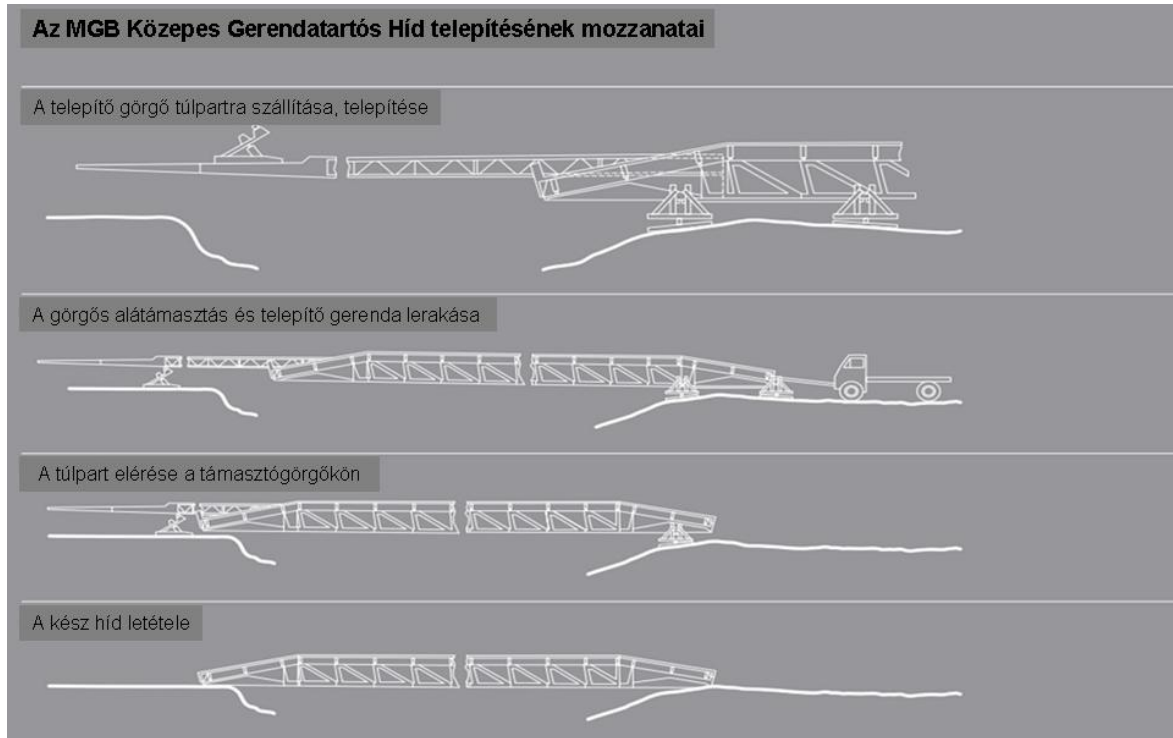 Az MGB Közepes Gerendatartós Híd telepítésének mozzanatai
A telepítő görgő túlpartra szállítása, telepítése
A görgős alátámasztás és telepítő gerenda lerakása
A túlpart elérése a támasztógörgőkön
A kész híd letétele